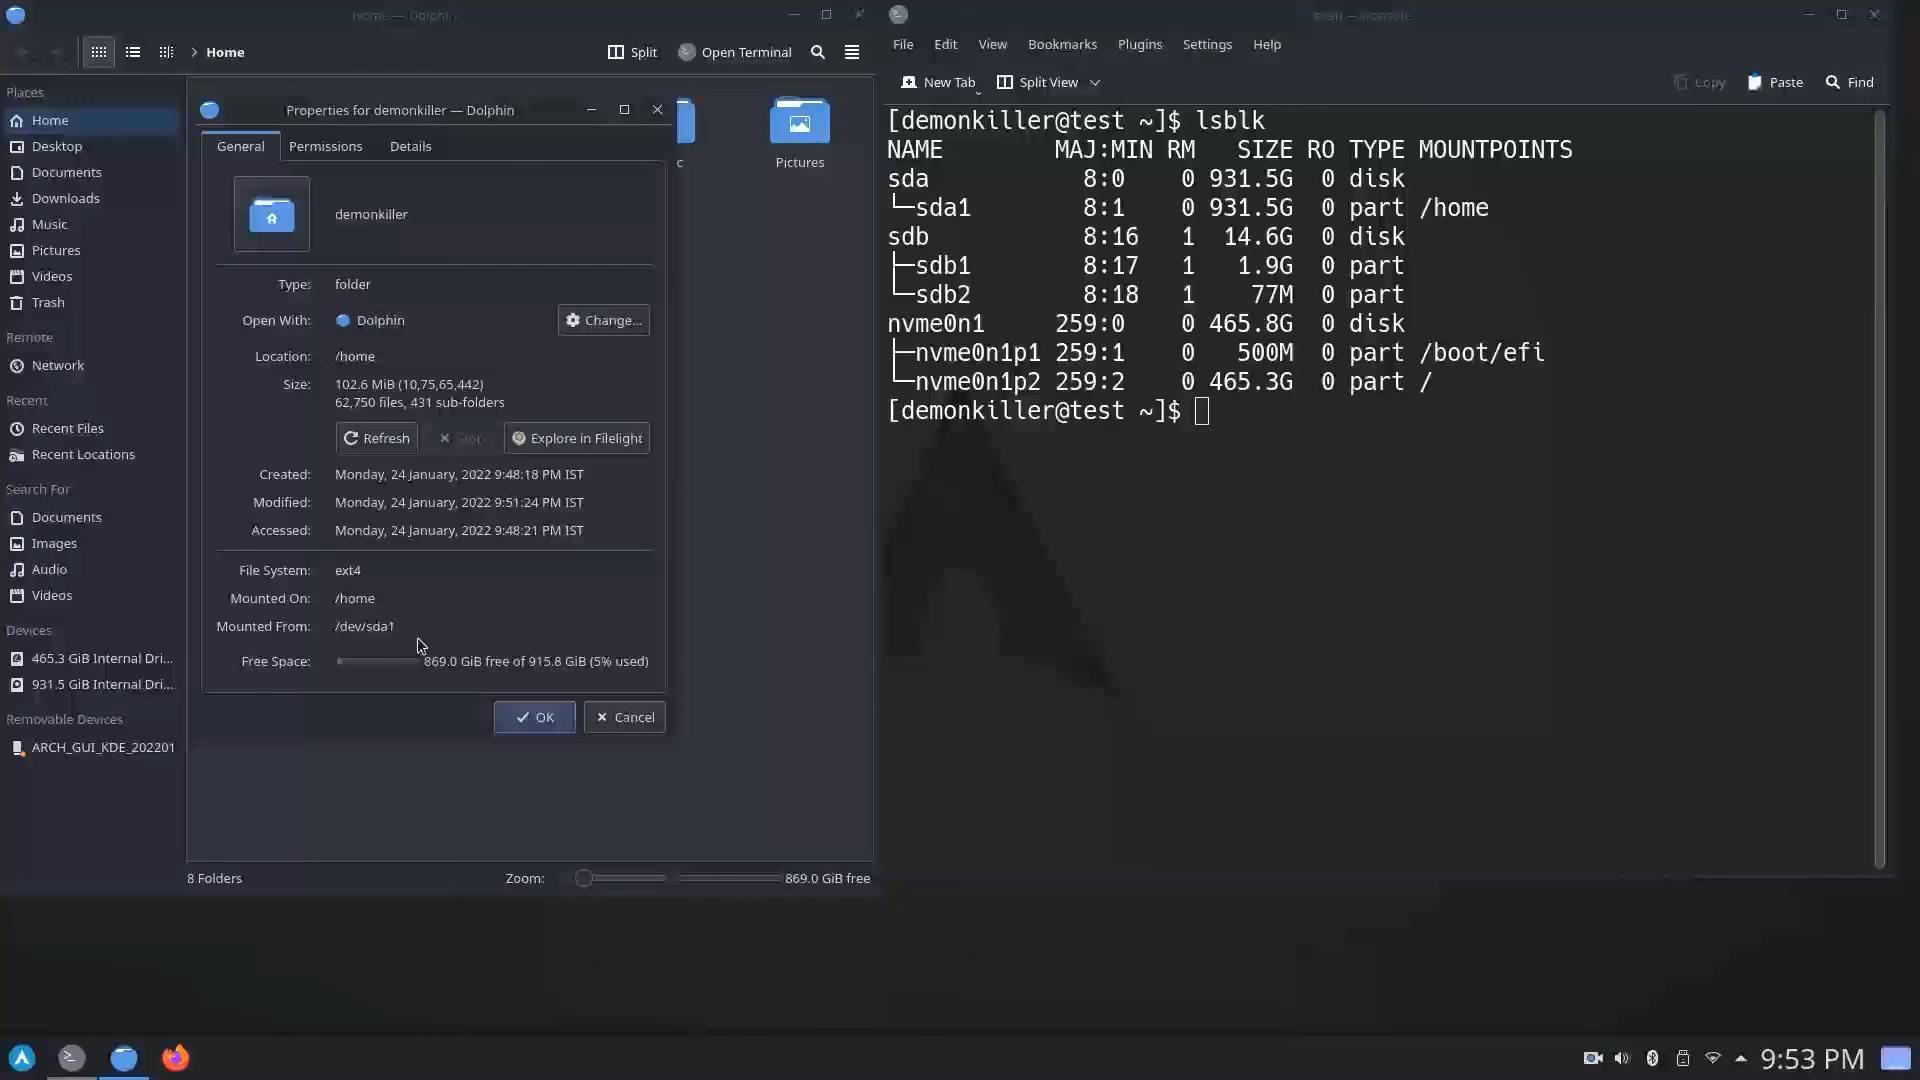 Home — Dolphin
Home
Split
Open Terminal
Places
Home
Desktop
Documents
Downloads
Music
Pictures
Videos
Trash
Remote
Network
Recent
Recent Files
Recent Locations
Search For
Documents
Images
Audio
Videos
Devices
465.3 GiB Internal Dri...
931.5 GiB Internal Dri...
Removable Devices
ARCH_GUI_KDE_202201
Pictures
Properties for demonkiller — Dolphin
General Permissions Details
demonkiller
Type: folder
Open With: Dolphin Change...
Location: /home
Size: 102.6 MiB (10,75,65,442)
62,750 files, 431 sub-folders
Refresh Stop Explore in Filelight
Created: Monday, 24 January, 2022 9:48:18 PM IST
Modified: Monday, 24 January, 2022 9:51:24 PM IST
Accessed: Monday, 24 January, 2022 9:48:21 PM IST
File System: ext4
Mounted On: /home
Mounted From: /dev/sda1
Free Space: 869.0 GiB free of 915.8 GiB (5% used)
OK Cancel
8 Folders Zoom: 869.0 GiB free
File Edit View Bookmarks Plugins Settings Help
New Tab Split View Copy Paste Find
[demonkiller@test ~]$ lsblk
NAME MAJ:MIN RM SIZE RO TYPE MOUNTPOINTS
sda 8:0 0 931.5G 0 disk
└─sda1 8:1 0 931.5G 0 part /home
sdb 8:16 1 14.6G 0 disk
├─sdb1 8:17 1 1.9G 0 part
└─sdb2 8:18 1 77M 0 part
nvme0n1 259:0 0 465.8G 0 disk
├─nvme0n1p1 259:1 0 500M 0 part /boot/efi
└─nvme0n1p2 259:2 0 465.3G 0 part /
[demonkiller@test ~]$
9:53 PM